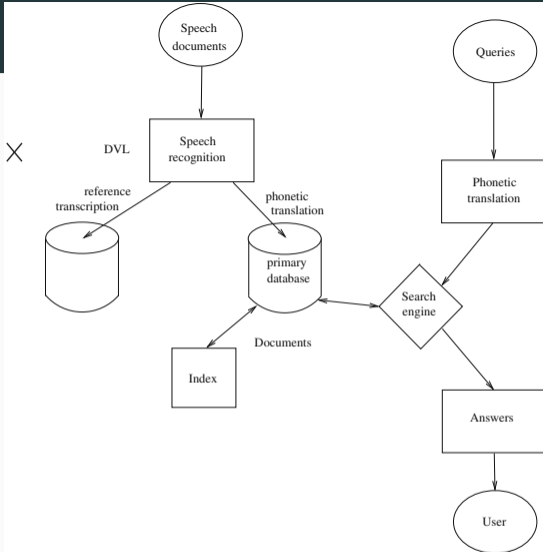 Speech
documents
Queries
DVL
Speech
recognition
Phonetic
translation
reference
transcription
phonetic
translation
primary
database
Search
engine
Documents
Index
Answers
User